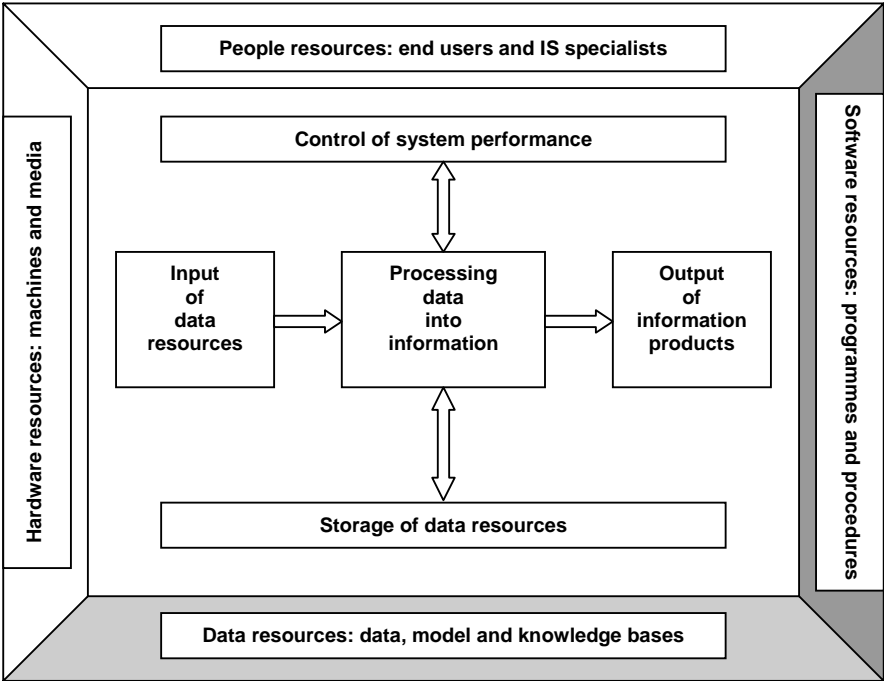 People resources: end users and IS specialists
Control of system performance
Hardware resources: machines and media
Input
of
data
resources
Processing
data
into
information
Output
of
information
products
Software resources: programmes and procedures
Storage of data resources
Data resources: data, model and knowledge bases